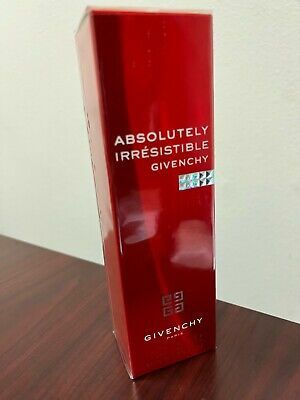 ABSOLUTELY
IRRÉSISTIBLE
GIVENCHY
GIVENCHY
PARIS